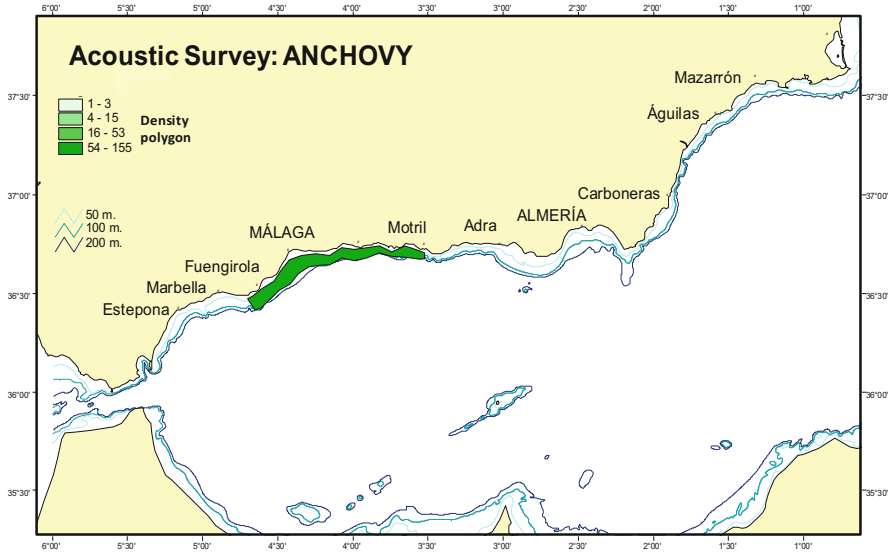 6°00' 5°30' 5°00' 4°30' 4°00' 3°30' 3°00' 2°30' 2°00' 1°30' 1°00'
Acoustic Survey: ANCHOVY
Mazarrón
37°30' 37°30'
1 - 3
4 - 15
16 - 53
54 - 155
Density
polygon
Águilas
37°00' 37°00'
Carboneras
50 m.
100 m.
200 m.
MÁLAGA
Motril
Adra
ALMERÍA
Fuengirola
Marbella
36°30' 36°30'
Estepona
36°00' 36°00'
35°30' 35°30'
6°00' 5°30' 5°00' 4°30' 4°00' 3°30' 3°00' 2°30' 2°00' 1°30' 1°00'